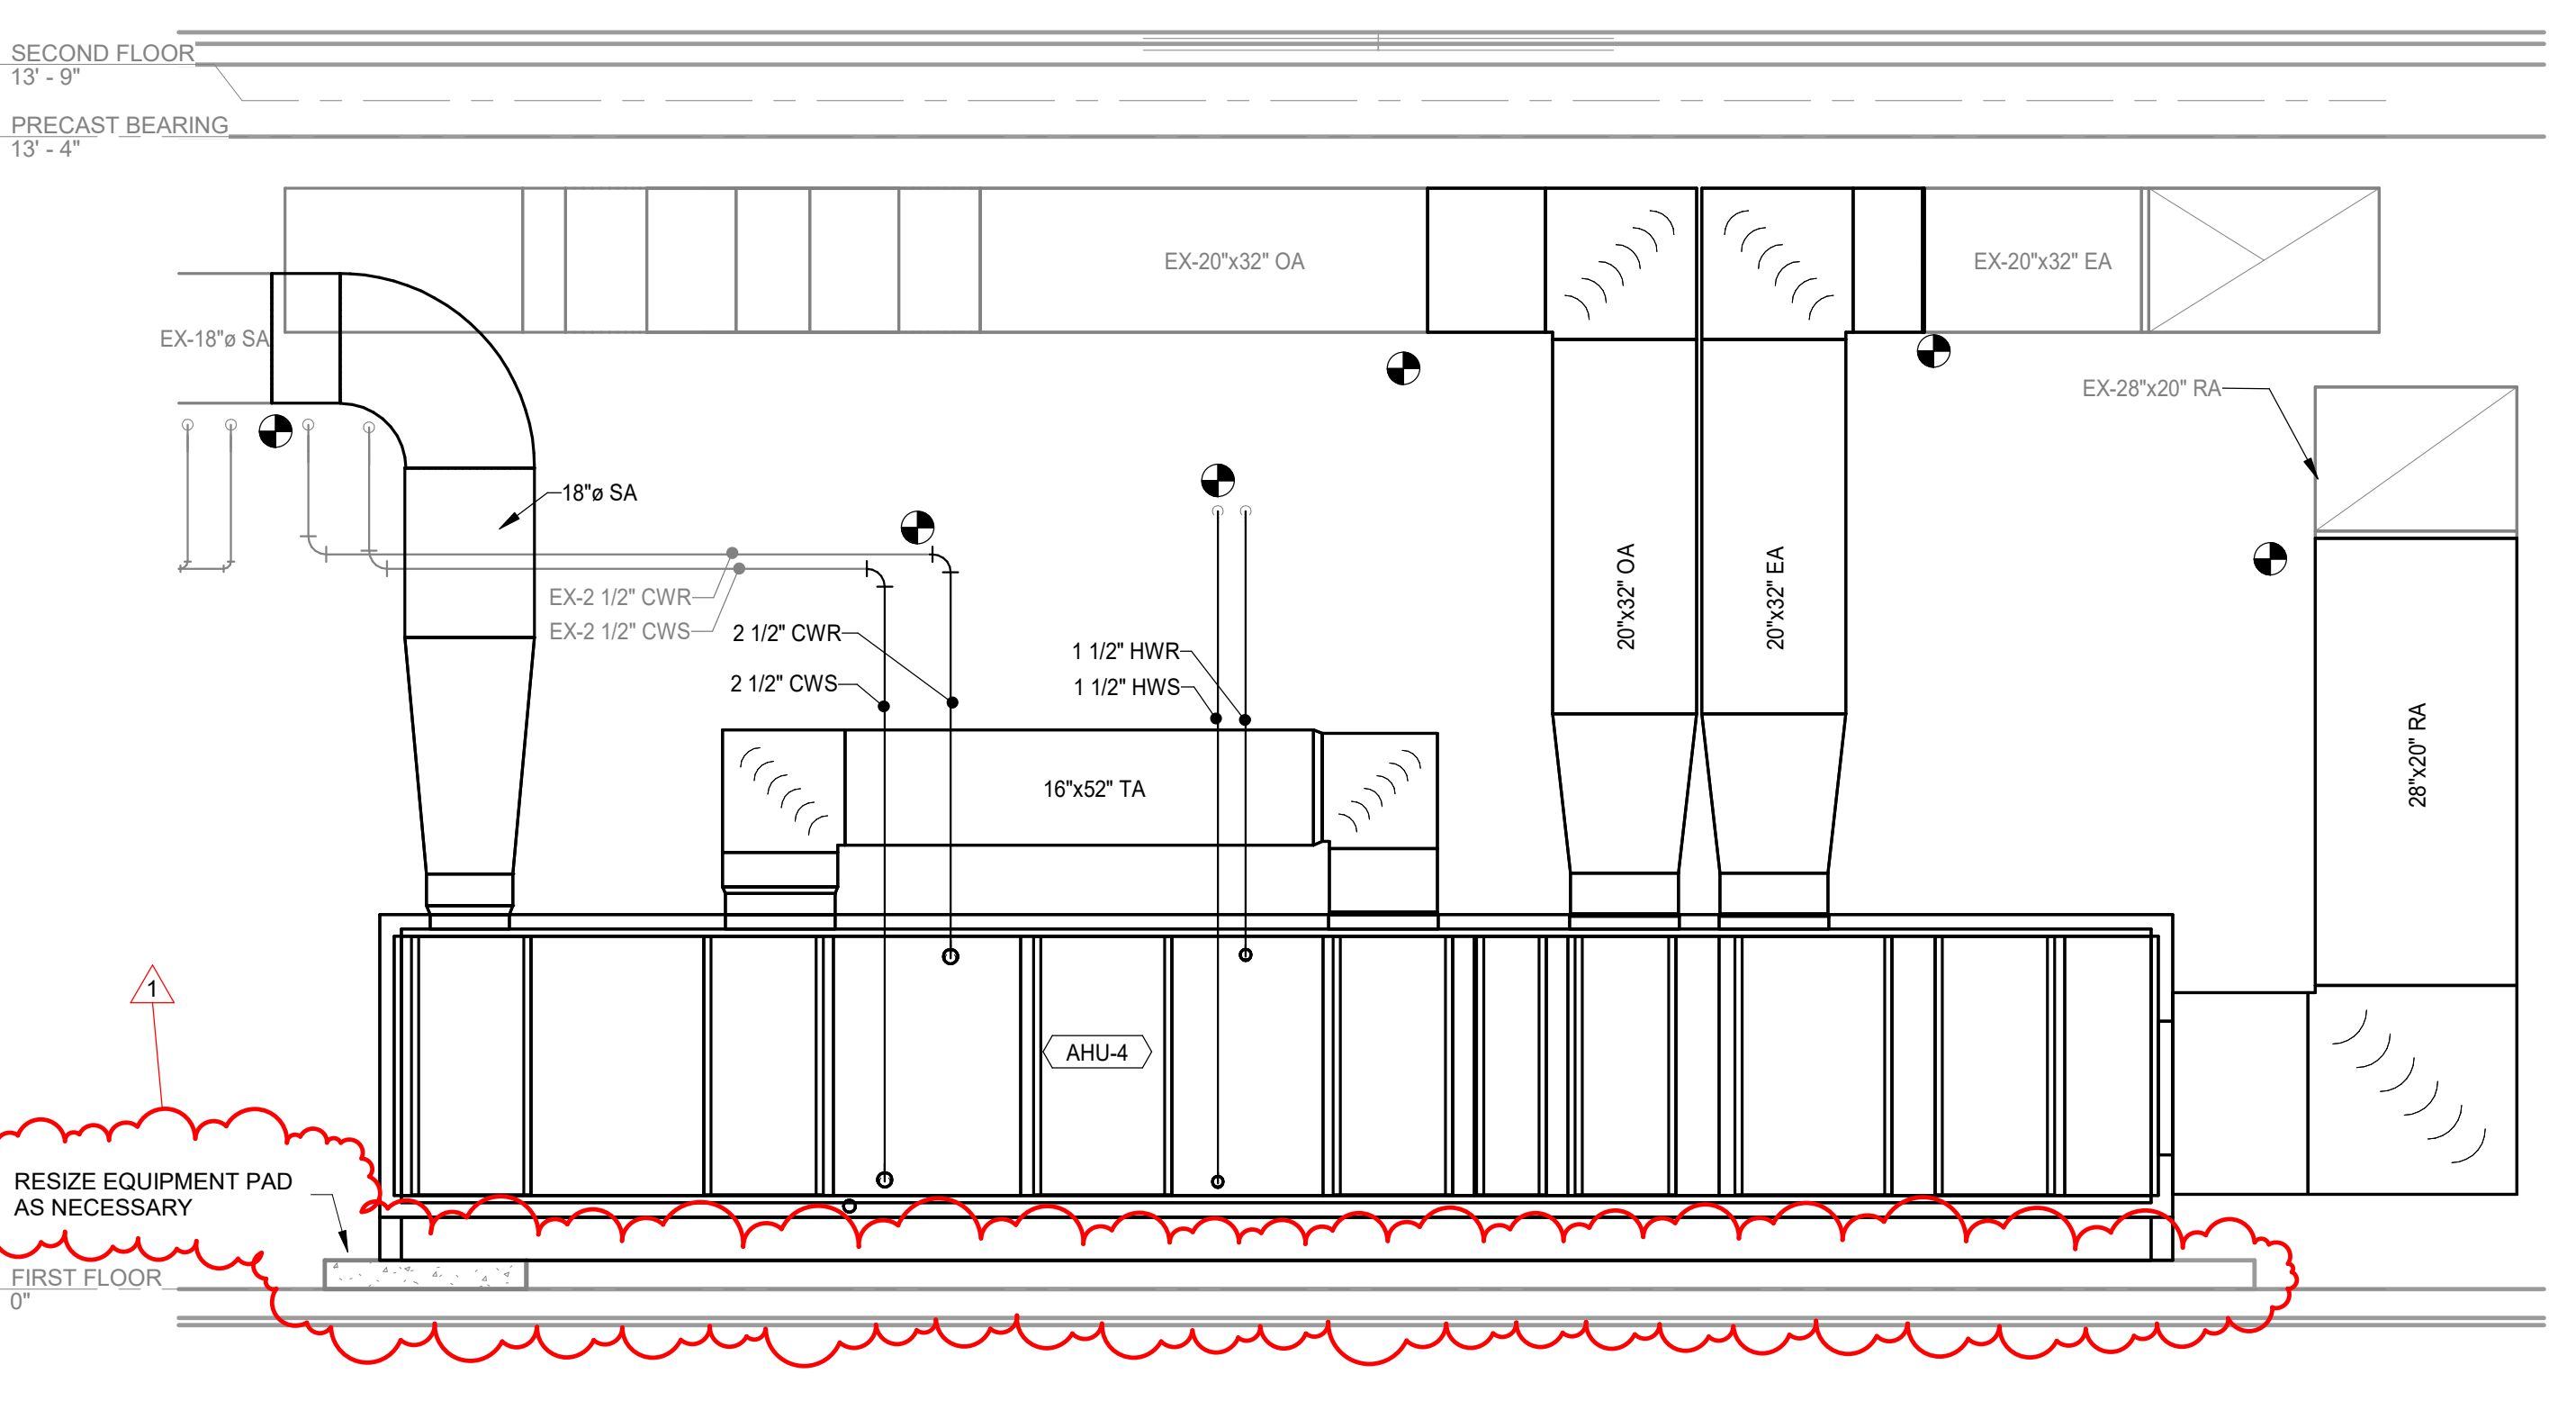 SECOND FLOOR
13' - 9"
PRECAST BEARING
13' - 4"
EX-20"x32" OA
EX-20"x32" EA
EX-18"ø SA
EX-28"x20" RA
18"ø SA
20"x32" OA
20"x32" EA
EX-2 1/2" CWR
EX-2 1/2" CWS
2 1/2" CWR
2 1/2" CWS
1 1/2" HWR
1 1/2" HWS
28"x20" RA
16"x52" TA
1
AHU-4
RESIZE EQUIPMENT PAD
AS NECESSARY
FIRST FLOOR
0"